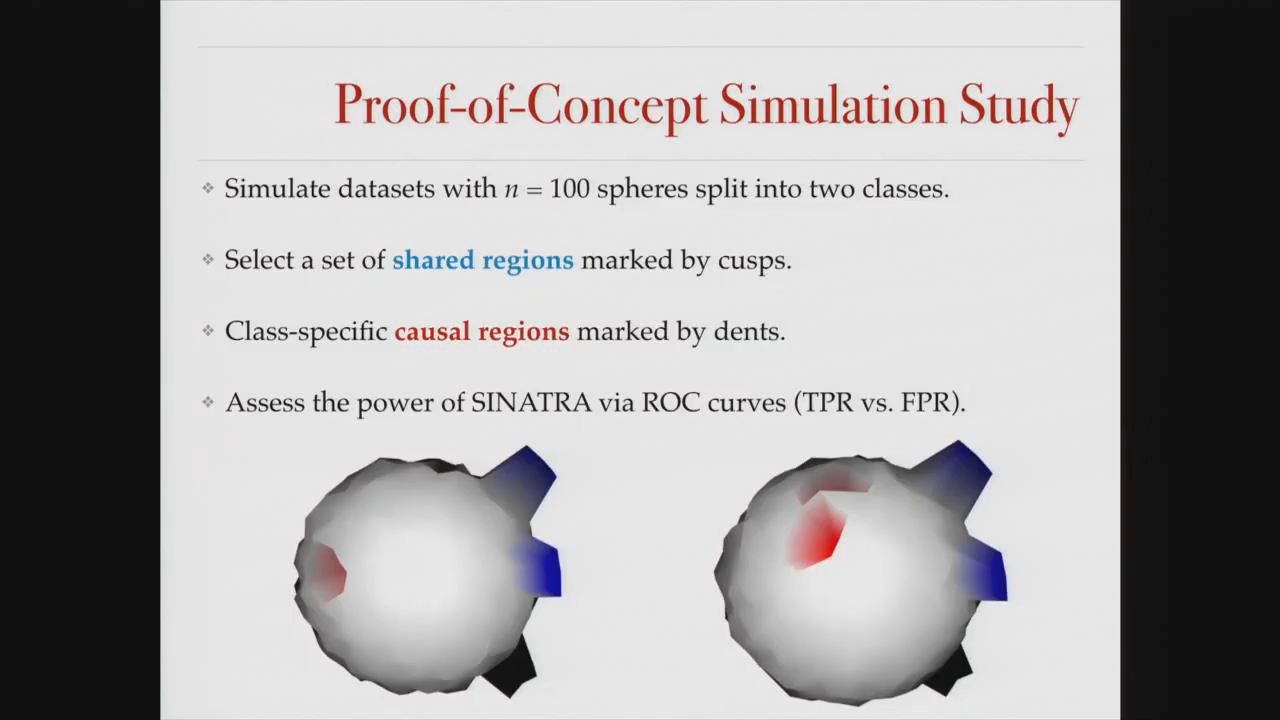 Proof-of-Concept Simulation Study
❖ Simulate datasets with n = 100 spheres split into two classes.
❖ Select a set of shared regions marked by cusps.
❖ Class-specific causal regions marked by dents.
❖ Assess the power of SINATRA via ROC curves (TPR vs. FPR).